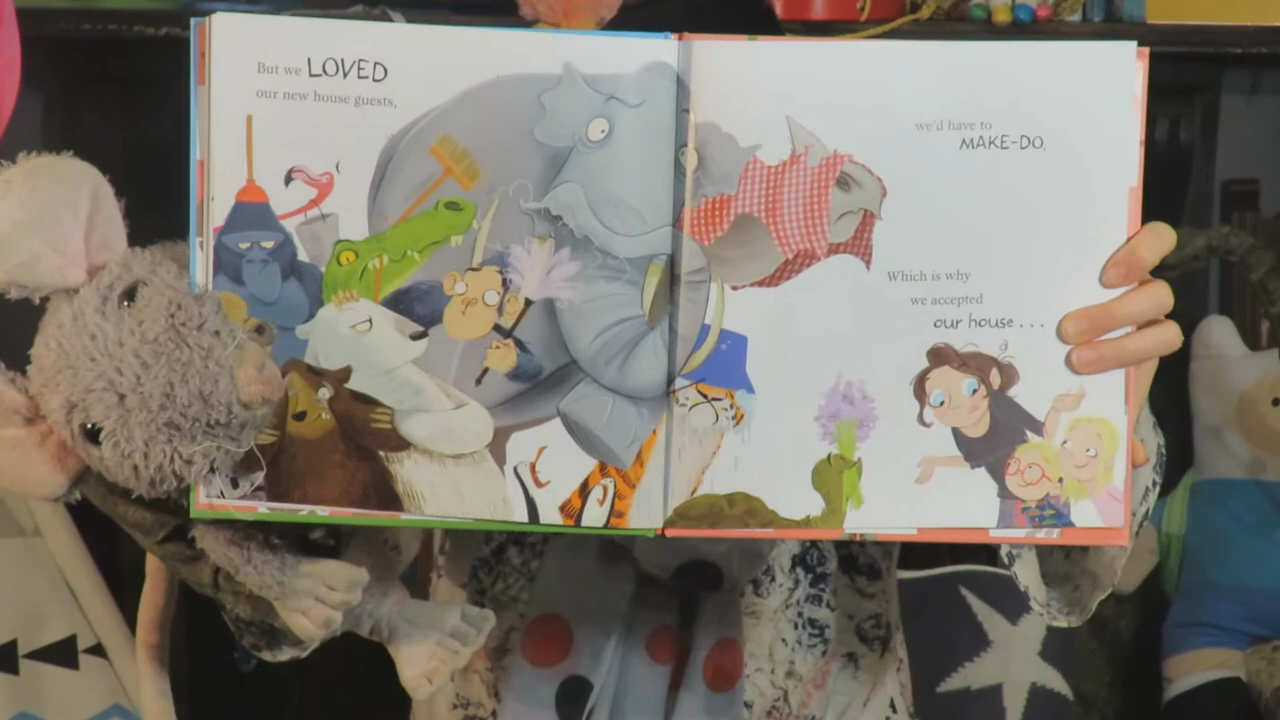 But we LOVED
our new house guests,
we'd have to
MAKE-DO,
Which is why
we accepted
our house . . .